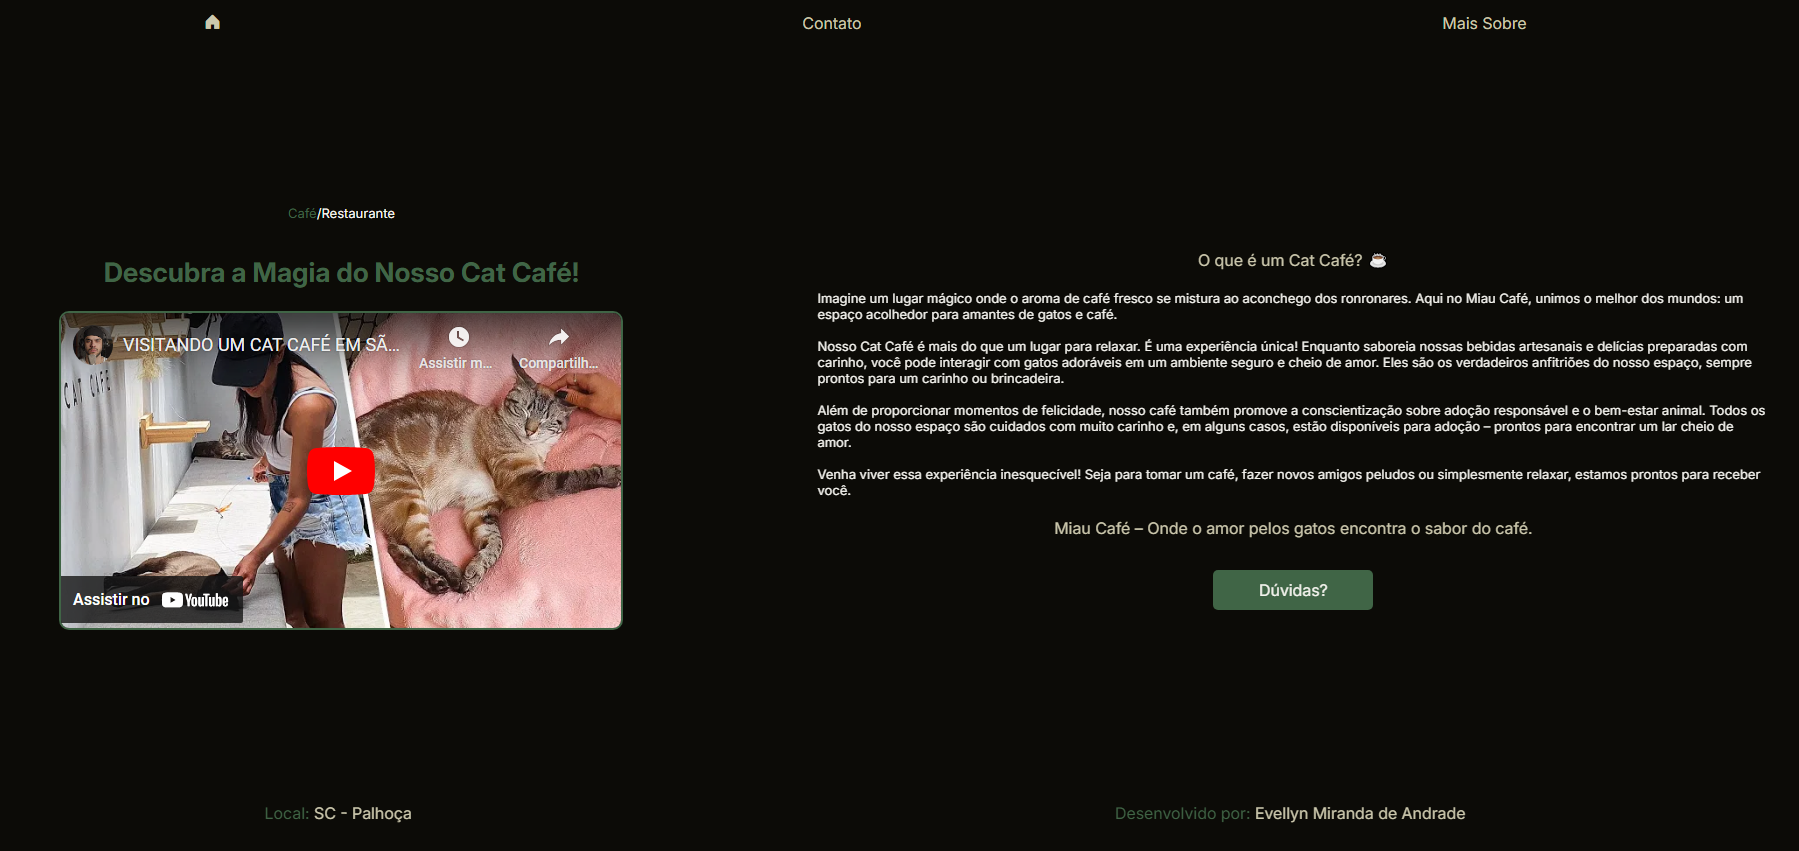 Contato
Mais Sobre
Café/Restaurante
Descubra a Magia do Nosso Cat Café!
VISITANDO UM CAT CAFÉ EM SÃ...
Assistir m...
Compartilh...
CAT CAFE
Assistir no YouTube
O que é um Cat Café? ☕
Imagine um lugar mágico onde o aroma de café fresco se mistura ao aconchego dos ronronares. Aqui no Miau Café, unimos o melhor dos mundos: um
espaço acolhedor para amantes de gatos e café.
Nosso Cat Café é mais do que um lugar para relaxar. É uma experiência única! Enquanto saboreia nossas bebidas artesanais e delícias preparadas com
carinho, você pode interagir com gatos adoráveis em um ambiente seguro e cheio de amor. Eles são os verdadeiros anfitriões do nosso espaço, sempre
prontos para um carinho ou brincadeira.
Além de proporcionar momentos de felicidade, nosso café também promove a conscientização sobre adoção responsável e o bem-estar animal. Todos os
gatos do nosso espaço são cuidados com muito carinho e, em alguns casos, estão disponíveis para adoção – prontos para encontrar um lar cheio de
amor.
Venha viver essa experiência inesquecível! Seja para tomar um café, fazer novos amigos peludos ou simplesmente relaxar, estamos prontos para receber
você.
Miau Café – Onde o amor pelos gatos encontra o sabor do café.
Dúvidas?
Local: SC - Palhoça
Desenvolvido por: Evellyn Miranda de Andrade